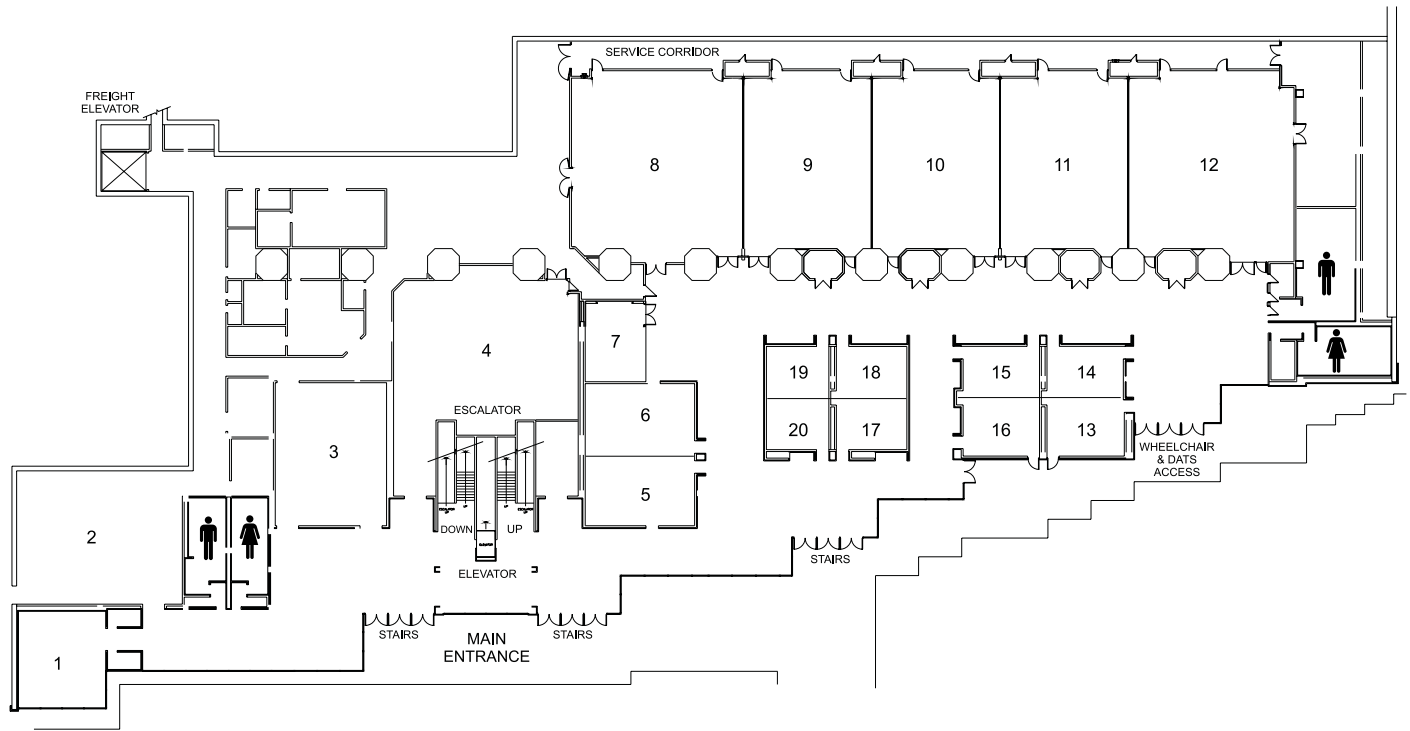 SERVICE CORRIDOR
FREIGHT
ELEVATOR
8
9
10
11
12
4
7
19
18
15
14
ESCALATOR
6
20
17
16
13
3
WHEELCHAIR
& DATS
ACCESS
5
2
DOWN
UP
STAIRS
ELEVATOR
STAIRS
STAIRS
MAIN
ENTRANCE
1